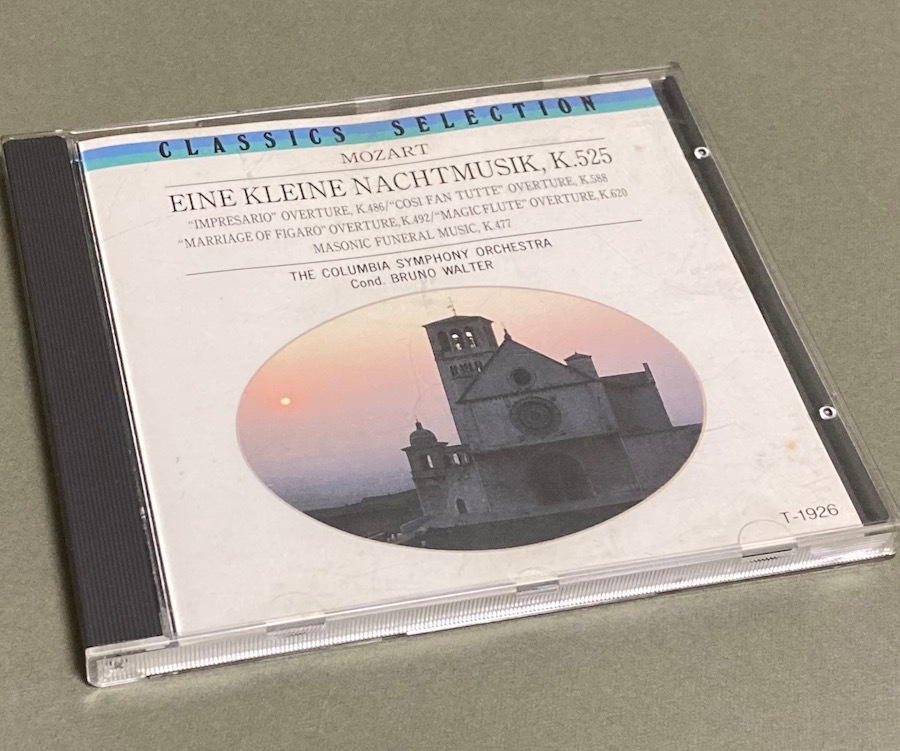 CLASSICS SELECTION
MOZART
EINE KLEINE NACHTMUSIK, K.525
"IMPRESARIO" OVERTURE, K.486/"COSI FAN TUTTE" OVERTURE, K.588
"MARRIAGE OF FIGARO" OVERTURE, K.492/"MAGIC FLUTE" OVERTURE, K.620
MASONIC FUNERAL MUSIC, K.477
THE COLUMBIA SYMPHONY ORCHESTRA
Cond. BRUNO WALTER
T-1926